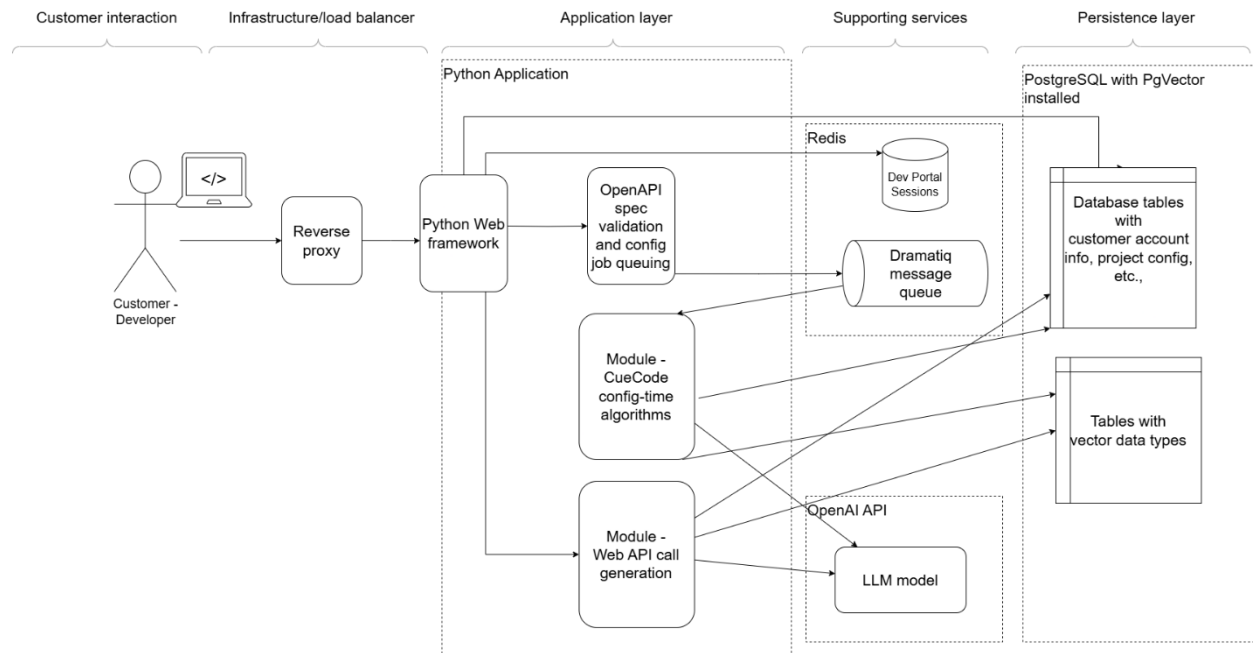 Customer interaction
Infrastructure/load balancer
Application layer
Supporting services
Persistence layer
Python Application
PostgreSQL with PgVector
installed
Redis
</>
Dev Portal
Sessions
OpenAPI
spec
validation
and config
job queuing
Python Web
framework
Reverse
proxy
Database tables
with
customer account
info, project config,
etc.,
Dramatiq
message
queue
Customer -
Developer
Module -
CueCode
config-time
algorithms
Tables with
vector data types
OpenAI API
Module -
Web API call
generation
LLM model